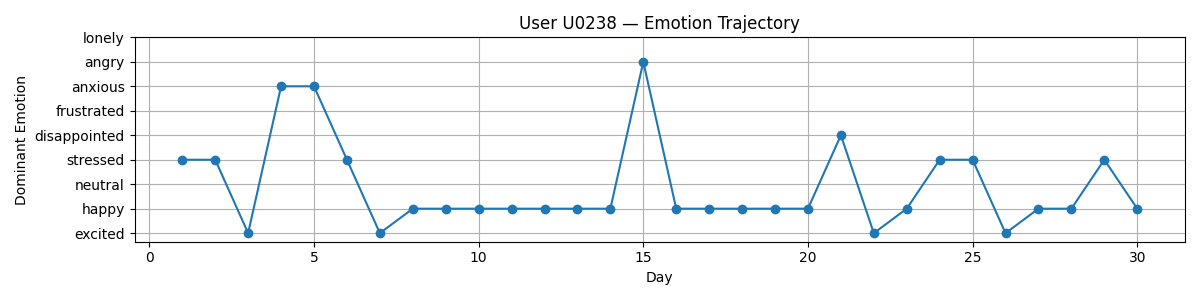 User U0238 — Emotion Trajectory
Dominant Emotion
lonely
angry
anxious
frustrated
disappointed
stressed
neutral
happy
excited
0 5 10 15 20 25 30
Day